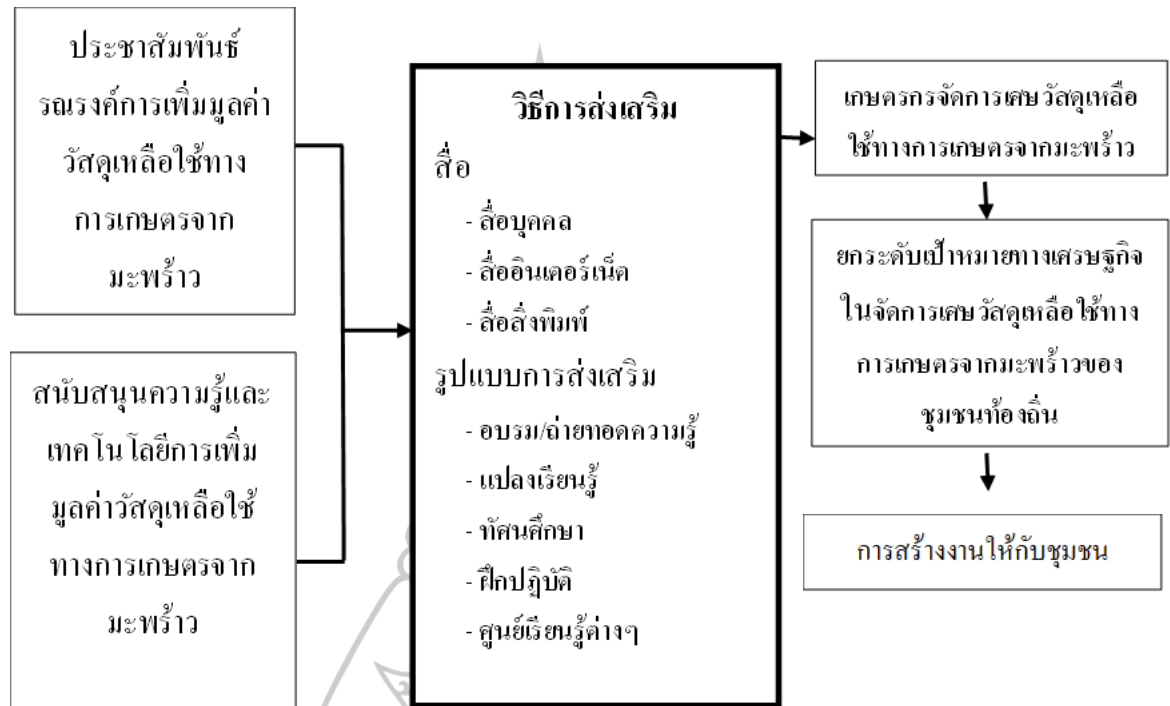 ประชาสัมพันธ์
รณรงค์การเพิ่มมูลค่า
วัสดุเหลือใช้ทาง
การเกษตรจาก
มะพร้าว
สนับสนุนความรู้และ
เทคโนโลยีการเพิ่ม
มูลค่าวัสดุเหลือใช้
ทางการเกษตรจาก
มะพร้าว
วิธีการส่งเสริม
สื่อ
- สื่อบุคคล
- สื่ออินเตอร์เน็ต
- สื่อสิ่งพิมพ์
รูปแบบการส่งเสริม
- อบรม/ถ่ายทอดความรู้
- แปลงเรียนรู้
- ทัศนศึกษา
- ฝึกปฏิบัติ
- ศูนย์เรียนรู้ต่างๆ
เกษตรกรจัดการเศษวัสดุเหลือ
ใช้ทางการเกษตรจากมะพร้าว
ยกระดับเป้าหมายทางเศรษฐกิจ
ในจัดการเศษวัสดุเหลือใช้ทาง
การเกษตรจากมะพร้าวของ
ชุมชนท้องถิ่น
การสร้างงานให้กับชุมชน